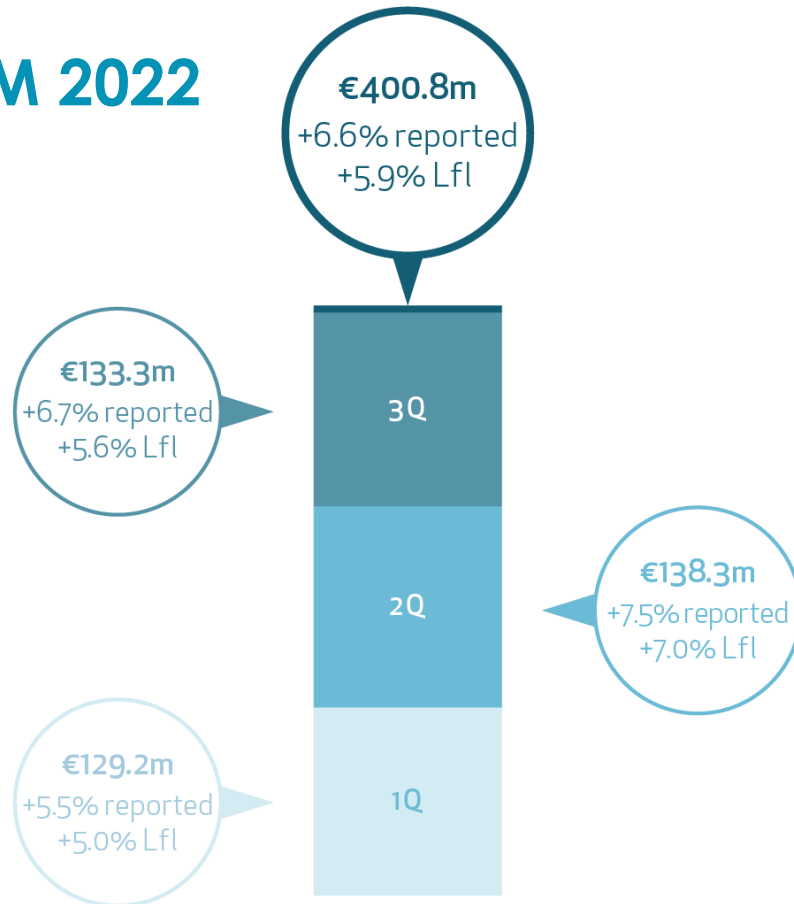 M 2022
€400.8m
+6.6% reported
+5.9% Lfl
€133.3m
+6.7% reported
+5.6% Lfl
3Q
€138.3m
+7.5% reported
+7.0% Lfl
2Q
€129.2m
+5.5% reported
+5.0% Lfl
1Q